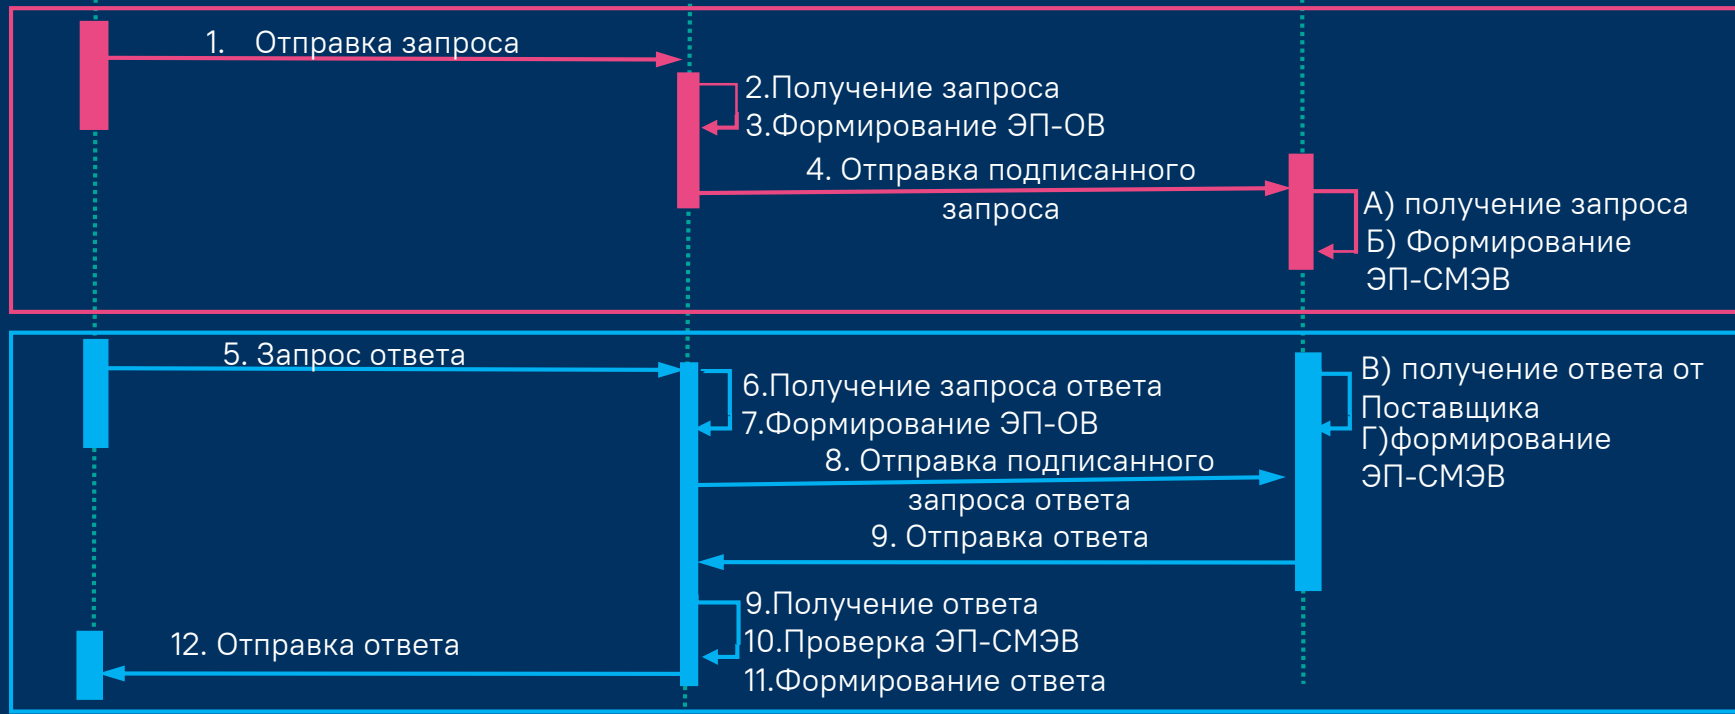 1. Отправка запроса
2.Получение запроса
3.Формирование ЭП-ОВ
4. Отправка подписанного
запроса
А) получение запроса
Б) Формирование
ЭП-СМЭВ
5. Запрос ответа
6.Получение запроса ответа
7.Формирование ЭП-ОВ
8. Отправка подписанного
запроса ответа
В) получение ответа от
Поставщика
Г)формирование
ЭП-СМЭВ
9. Отправка ответа
9.Получение ответа
10.Проверка ЭП-СМЭВ
11.Формирование ответа
12. Отправка ответа